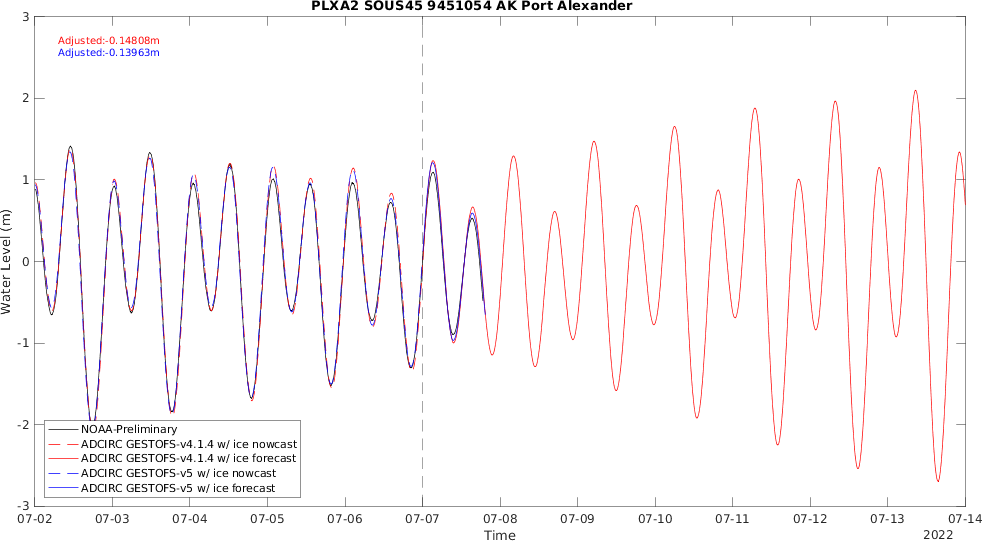 PLXA2 SOUS45 9451054 AK Port Alexander
Adjusted:-0.14808m
Adjusted:-0.13963m
3
2
1
0
-1
-2
-3
Water Level (m)
NOAA-Preliminary
ADCIRC GESTOFS-v4.1.4 w/ ice nowcast
ADCIRC GESTOFS-v4.1.4 w/ ice forecast
ADCIRC GESTOFS-v5 w/ ice nowcast
ADCIRC GESTOFS-v5 w/ ice forecast
07-02 07-03 07-04 07-05 07-06 07-07 07-08 07-09 07-10 07-11 07-12 07-13 07-14
Time
2022